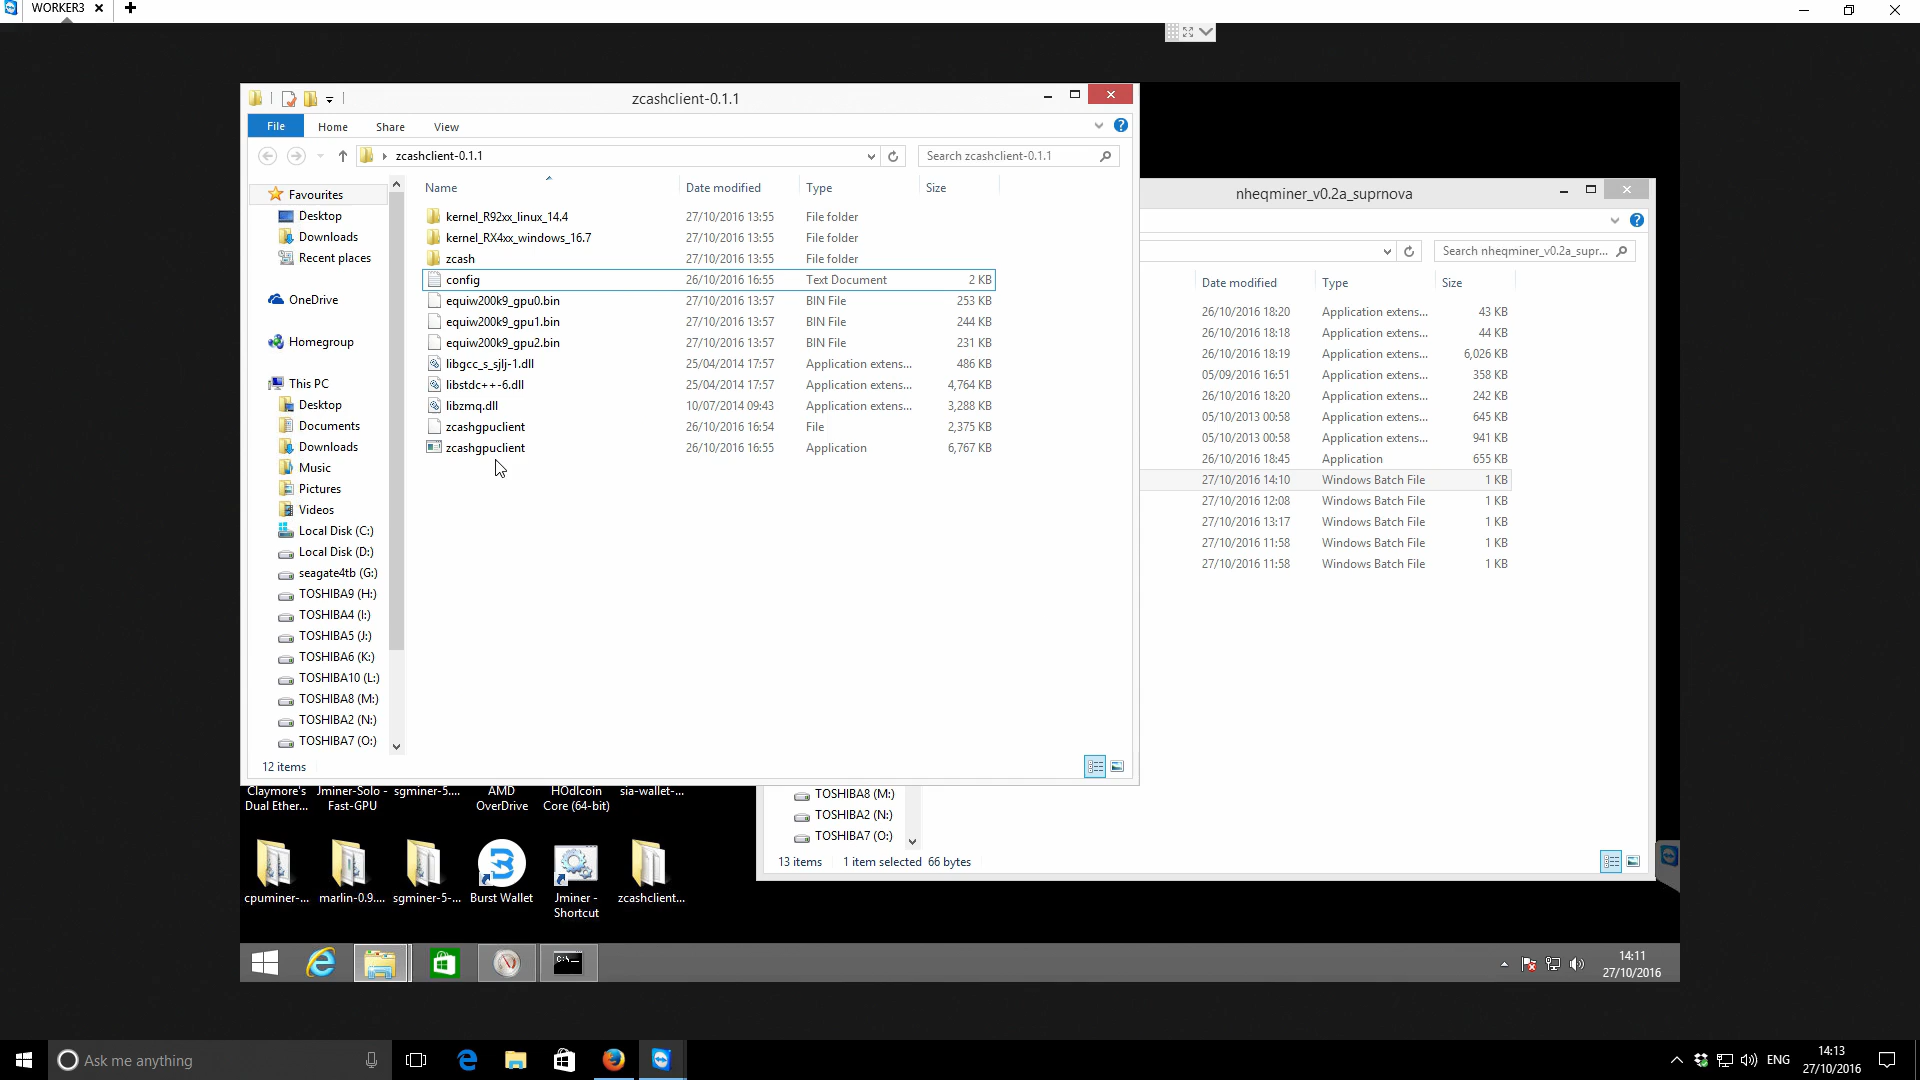 WORKER3
zcashclient-0.1.1
File Home Share View
zcashclient-0.1.1
Search zcashclient-0.1.1
Favourites
Desktop
Downloads
Recent places
OneDrive
Homegroup
This PC
Desktop
Documents
Downloads
Music
Pictures
Videos
Local Disk (C:)
Local Disk (D:)
seagate4tb (G:)
TOSHIBA9 (H:)
TOSHIBA4 (I:)
TOSHIBA5 (J:)
TOSHIBA6 (K:)
TOSHIBA10 (L:)
TOSHIBA8 (M:)
TOSHIBA2 (N:)
TOSHIBA7 (O:)
Name Date modified Type Size
kernel_R92xx_linux_14.4 27/10/2016 13:55 File folder
kernel_RX4xx_windows_16.7 27/10/2016 13:55 File folder
zcash 27/10/2016 13:55 File folder
config 26/10/2016 16:55 Text Document 2 KB
equiw200k9_gpu0.bin 27/10/2016 13:57 BIN File 253 KB
equiw200k9_gpu1.bin 27/10/2016 13:57 BIN File 244 KB
equiw200k9_gpu2.bin 27/10/2016 13:57 BIN File 231 KB
libgcc_s_sjlj-1.dll 25/04/2014 17:57 Application extens... 486 KB
libstdc++-6.dll 25/04/2014 17:57 Application extens... 4,764 KB
libzmq.dll 10/07/2014 09:43 Application extens... 3,288 KB
zcashgpuclient 26/10/2016 16:54 File 2,375 KB
zcashgpuclient 26/10/2016 16:55 Application 6,767 KB
12 items
nheqminer_v0.2a_suprnova
Search nheqminer_v0.2a_supr...
Date modified Type Size
26/10/2016 18:20 Application extens... 43 KB
26/10/2016 18:18 Application extens... 44 KB
26/10/2016 18:19 Application extens... 6,026 KB
05/09/2016 16:51 Application extens... 358 KB
26/10/2016 18:20 Application extens... 242 KB
05/10/2013 00:58 Application extens... 645 KB
05/10/2013 00:58 Application extens... 941 KB
26/10/2016 18:45 Application 655 KB
27/10/2016 14:10 Windows Batch File 1 KB
27/10/2016 12:08 Windows Batch File 1 KB
27/10/2016 13:17 Windows Batch File 1 KB
27/10/2016 11:58 Windows Batch File 1 KB
27/10/2016 11:58 Windows Batch File 1 KB
TOSHIBA8 (M:)
TOSHIBA2 (N:)
TOSHIBA7 (O:)
13 items 1 item selected 66 bytes
Claymore's
Dual Ether...
Jminer-Solo -
Fast-GPU
sgminer-5....
AMD
OverDrive
HOdlcoin
Core (64-bit)
sia-wallet-...
cpuminer-...
marlin-0.9....
sgminer-5-...
Burst Wallet
Jminer -
Shortcut
zcashclient...
14:11
27/10/2016
Ask me anything
ENG
14:13
27/10/2016